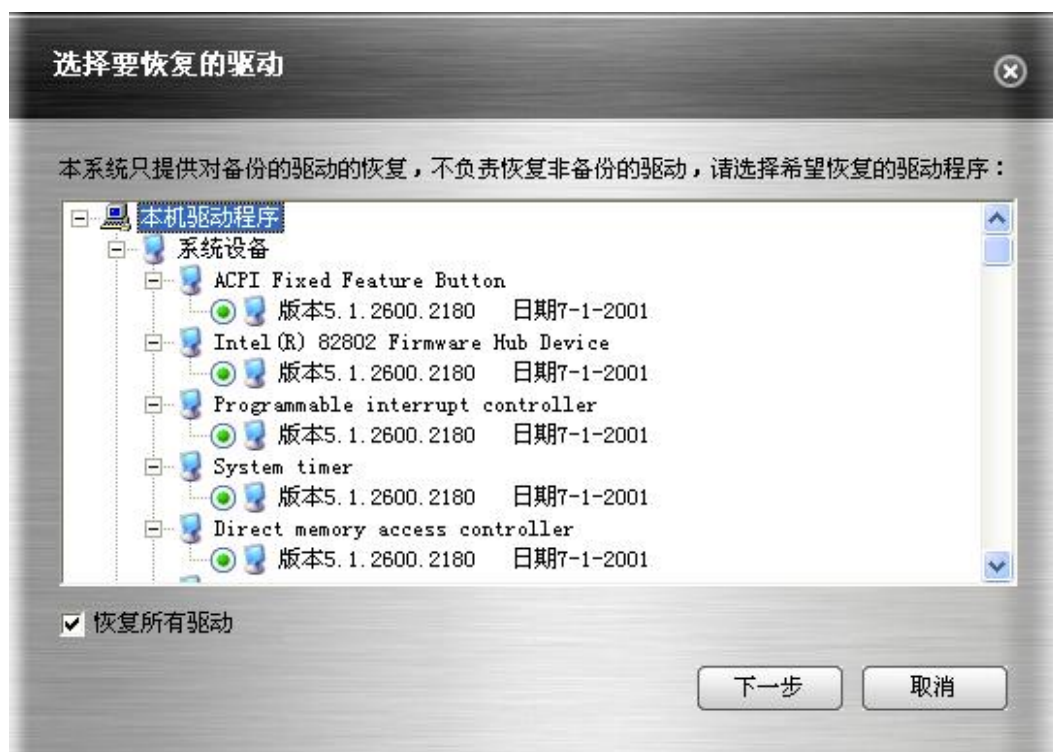 选择要恢复的驱动
本系统只提供对备份的驱动的恢复，不负责恢复非备份的驱动，请选择希望恢复的驱动程序：
本机驱动程序
系统设备
ACPI Fixed Feature Button
版本5.1.2600.2180 日期7-1-2001
Intel(R) 82802 Firmware Hub Device
版本5.1.2600.2180 日期7-1-2001
Programmable interrupt controller
版本5.1.2600.2180 日期7-1-2001
System timer
版本5.1.2600.2180 日期7-1-2001
Direct memory access controller
版本5.1.2600.2180 日期7-1-2001
恢复所有驱动
下一步 取消